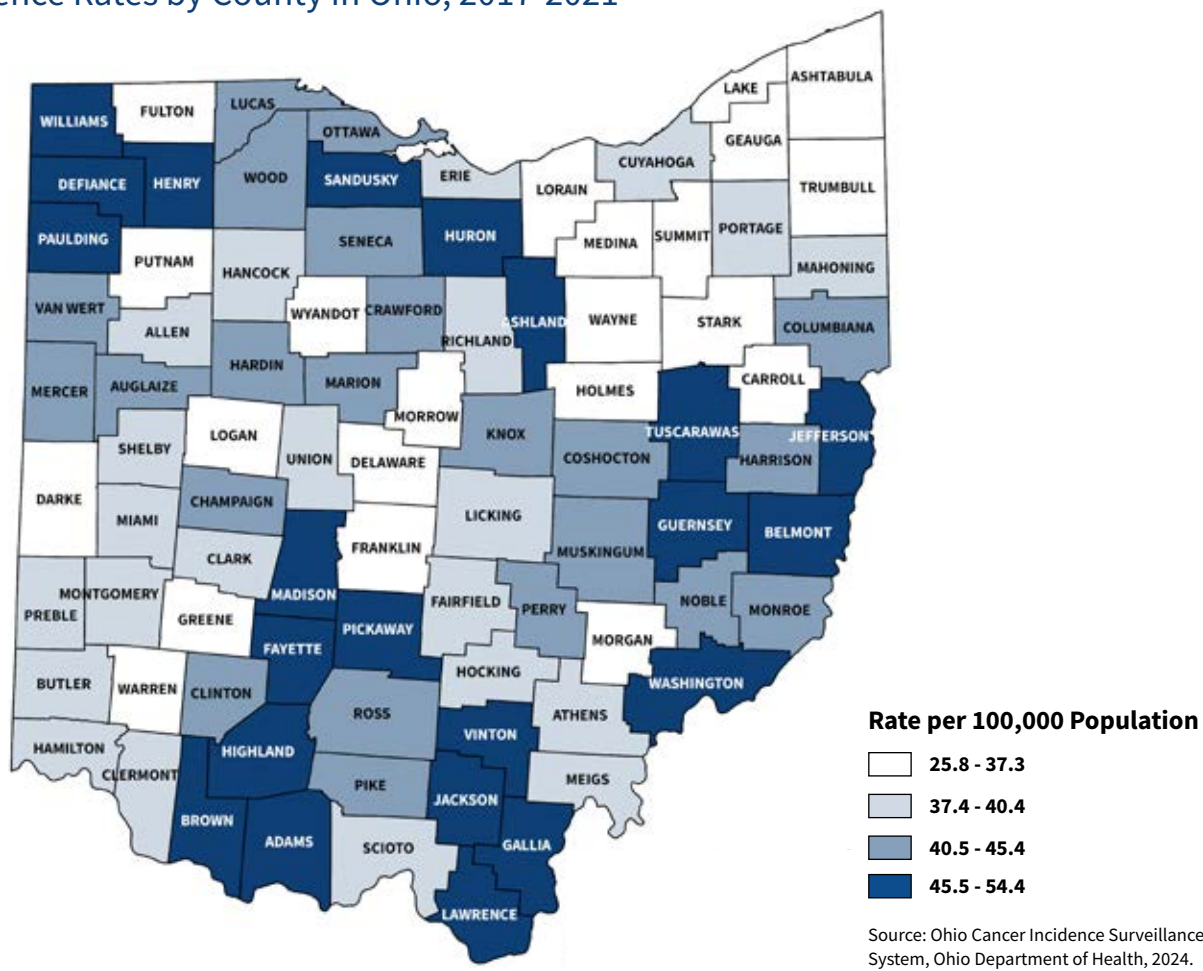 ence Rates by County in Ohio, 2017-2021
ASHTABULA
LAKE
WILLIAMS
FULTON
LUCAS
OTTAWA
GEAUGA
CUYAHOGA
DEFIANCE
HENRY
WOOD
SANDUSKY
ERIE
LORAIN
TRUMBULL
PAULDING
SENECA
HURON
MEDINA
SUMMIT
PORTAGE
PUTNAM
HANCOCK
MAHONING
VAN WERT
ALLEN
WYANDOT
CRAWFORD
RICHLAND
ASHLAND
WAYNE
STARK
COLUMBIANA
MERCER
AUGLAIZE
HARDIN
MARION
MORROW
HOLMES
CARROLL
SHELBY
LOGAN
UNION
DELAWARE
KNOX
COSHOCTON
TUSCARAWAS
HARRISON
JEFFERSON
DARKE
MIAMI
CHAMPAIGN
LICKING
MUSKINGUM
GUERNSEY
BELMONT
CLARK
FRANKLIN
MONTGOMERY
PREBLE
GREENE
MADISON
PICKAWAY
FAIRFIELD
PERRY
NOBLE
MONROE
MORGAN
FAYETTE
HOCKING
WASHINGTON
BUTLER
WARREN
CLINTON
ROSS
ATHENS
HAMILTON
CLERMONT
HIGHLAND
VINTON
PIKE
MEIGS
BROWN
ADAMS
JACKSON
SCIOTO
GALLIA
LAWRENCE
Rate per 100,000 Population
25.8 - 37.3
37.4 - 40.4
40.5 - 45.4
45.5 - 54.4
Source: Ohio Cancer Incidence Surveillance
System, Ohio Department of Health, 2024.